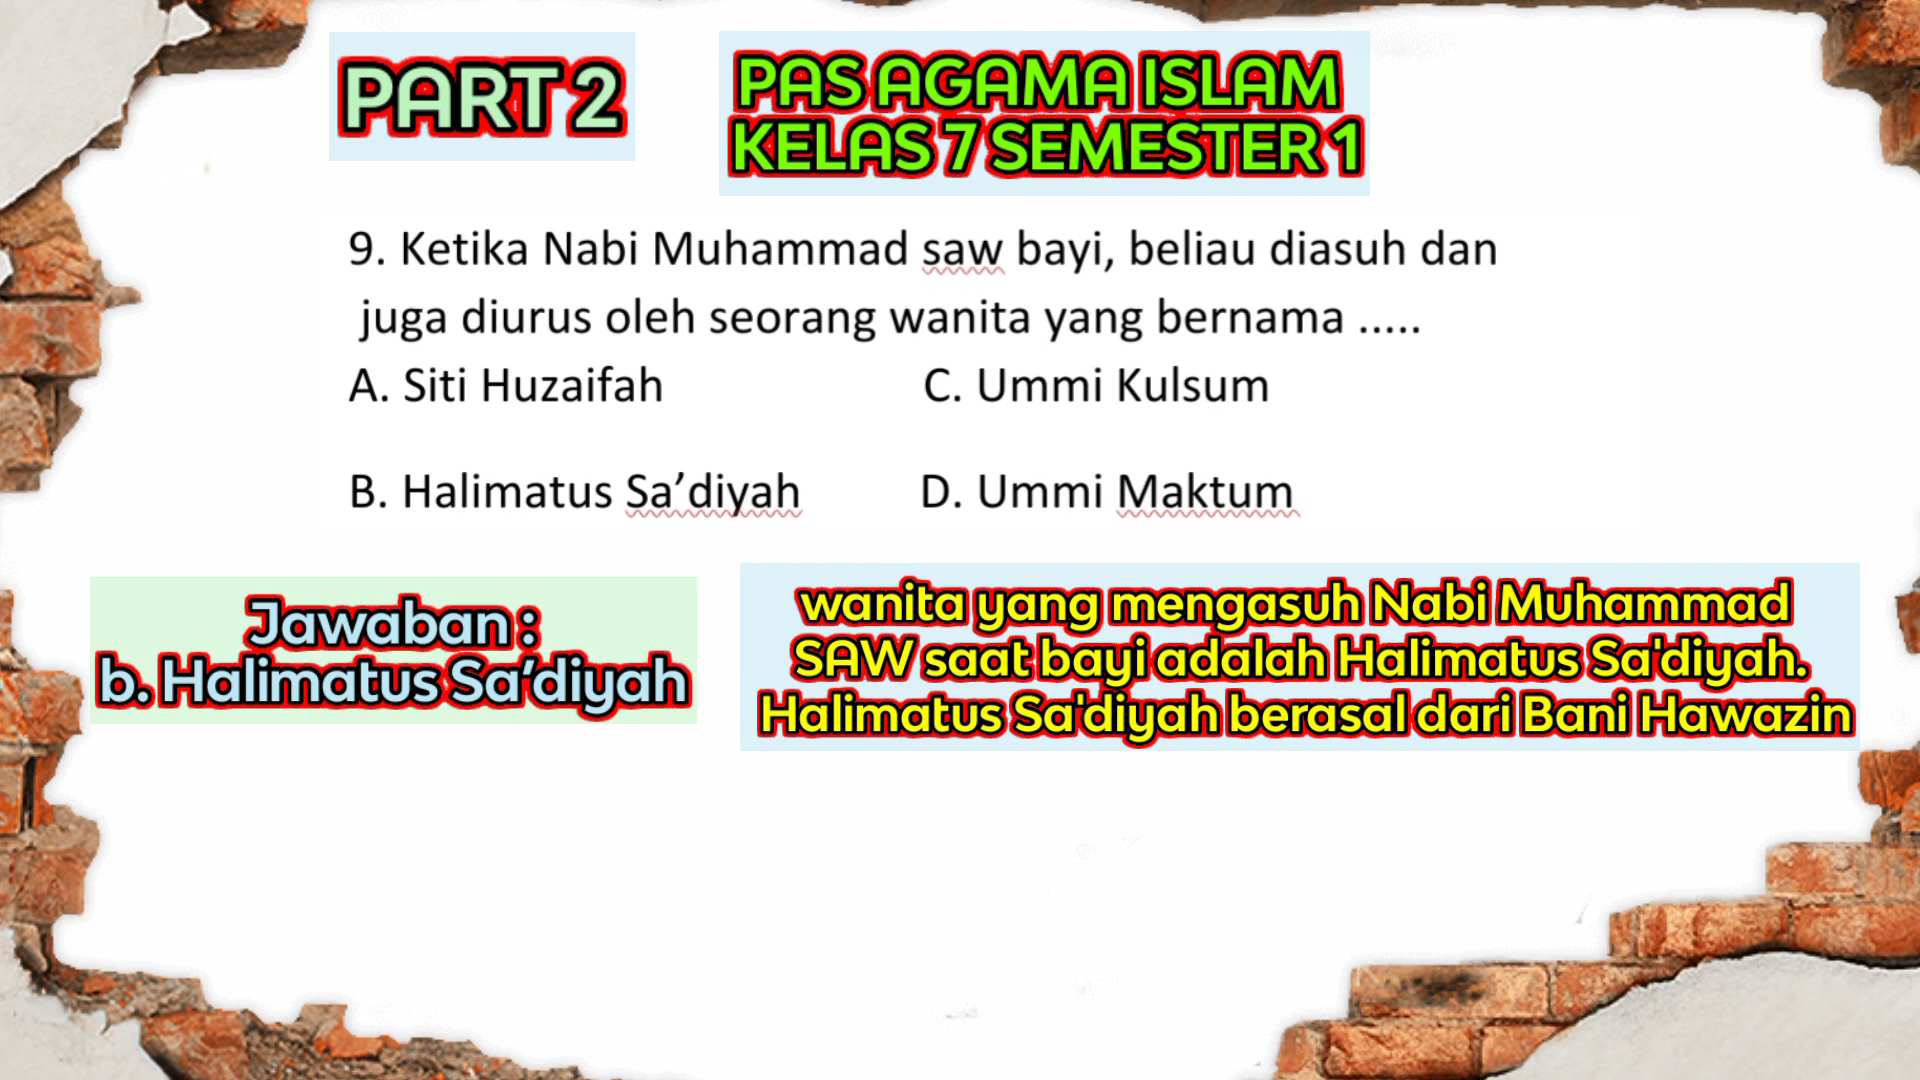 PART 2
PAS AGAMA ISLAM
KELAS 7 SEMESTER 1
9. Ketika Nabi Muhammad saw bayi, beliau diasuh dan
juga diurus oleh seorang wanita yang bernama .....
A. Siti Huzaifah
C. Ummi Kulsum
B. Halimatus Sa’diyah
D. Ummi Maktum
Jawaban :
b. Halimatus Sa’diyah
wanita yang mengasuh Nabi Muhammad
SAW saat bayi adalah Halimatus Sa'diyah.
Halimatus Sa'diyah berasal dari Bani Hawazin